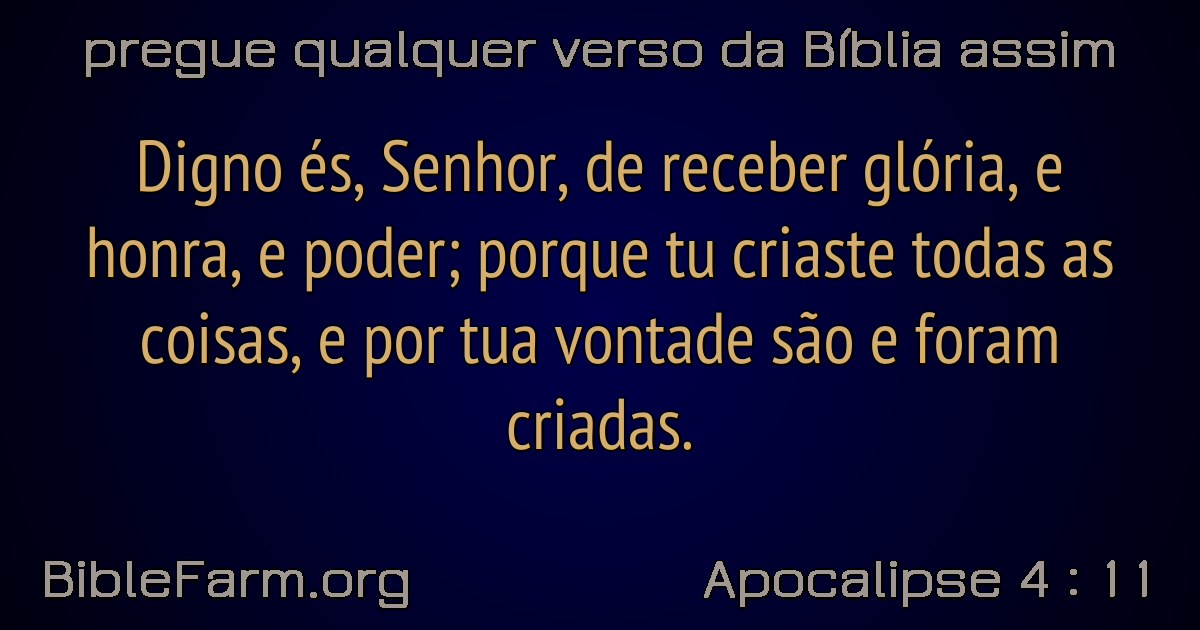 pregue qualquer verso da Bíblia assim
Digno és, Senhor, de receber glória, e
honra, e poder; porque tu criaste todas as
coisas, e por tua vontade são e foram
criadas.
BibleFarm.org
Apocalipse 4 : 11